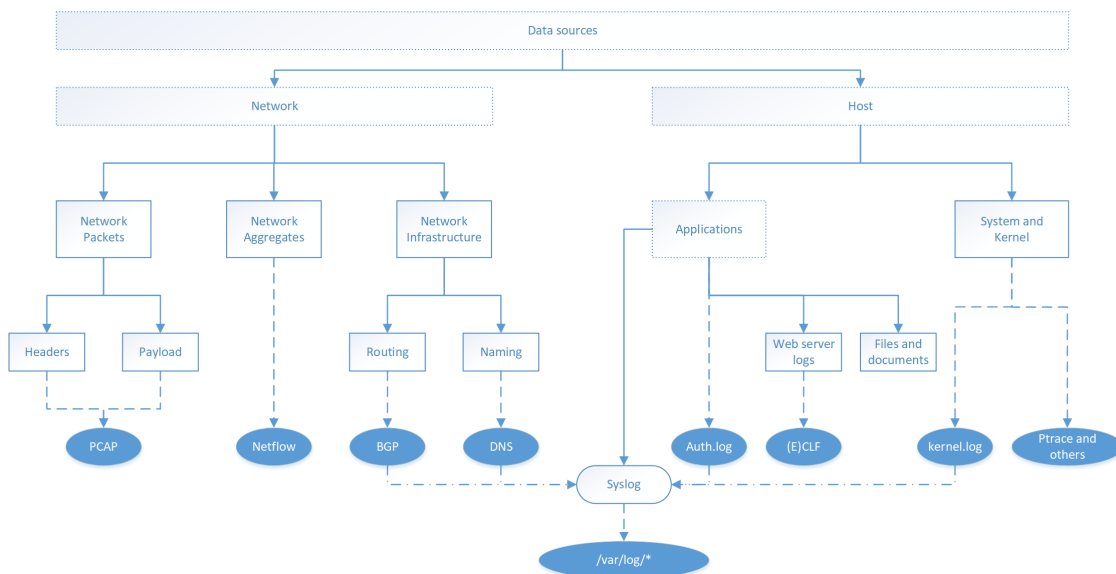 Data sources
Network
Host
Network
Packets
Network
Aggregates
Network
Infrastructure
Applications
System and
Kernel
Headers
Payload
Routing
Naming
Web server
logs
Files and
documents
PCAP
Netflow
BGP
DNS
Auth.log
(E)CLF
kernel.log
Ptrace and
others
Syslog
/var/log/*